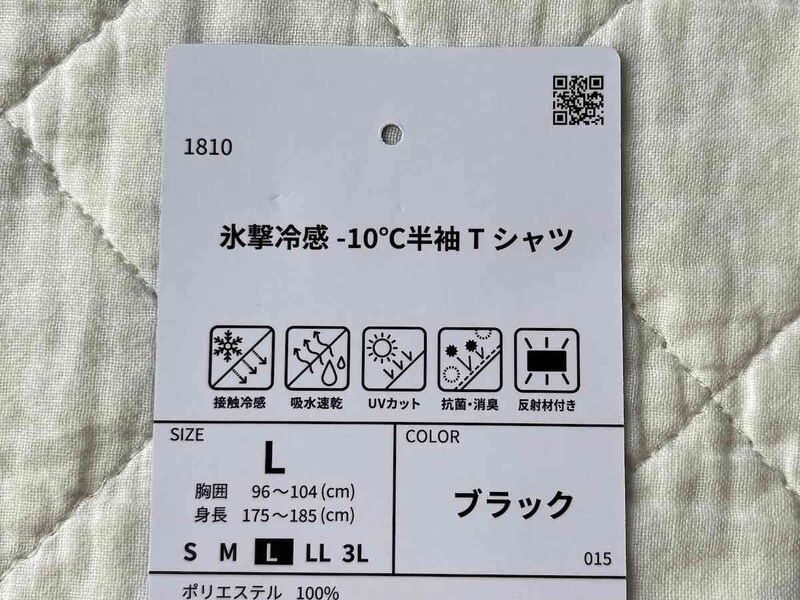 1810
氷撃冷感 -10℃半袖 T シャツ
接触冷感 吸水速乾 UVカット 抗菌・消臭 反射材付き
SIZE
L
胸囲 96～104(cm)
身長 175～185(cm)
S M L LL 3L
COLOR
ブラック
015
ポリエステル 100%